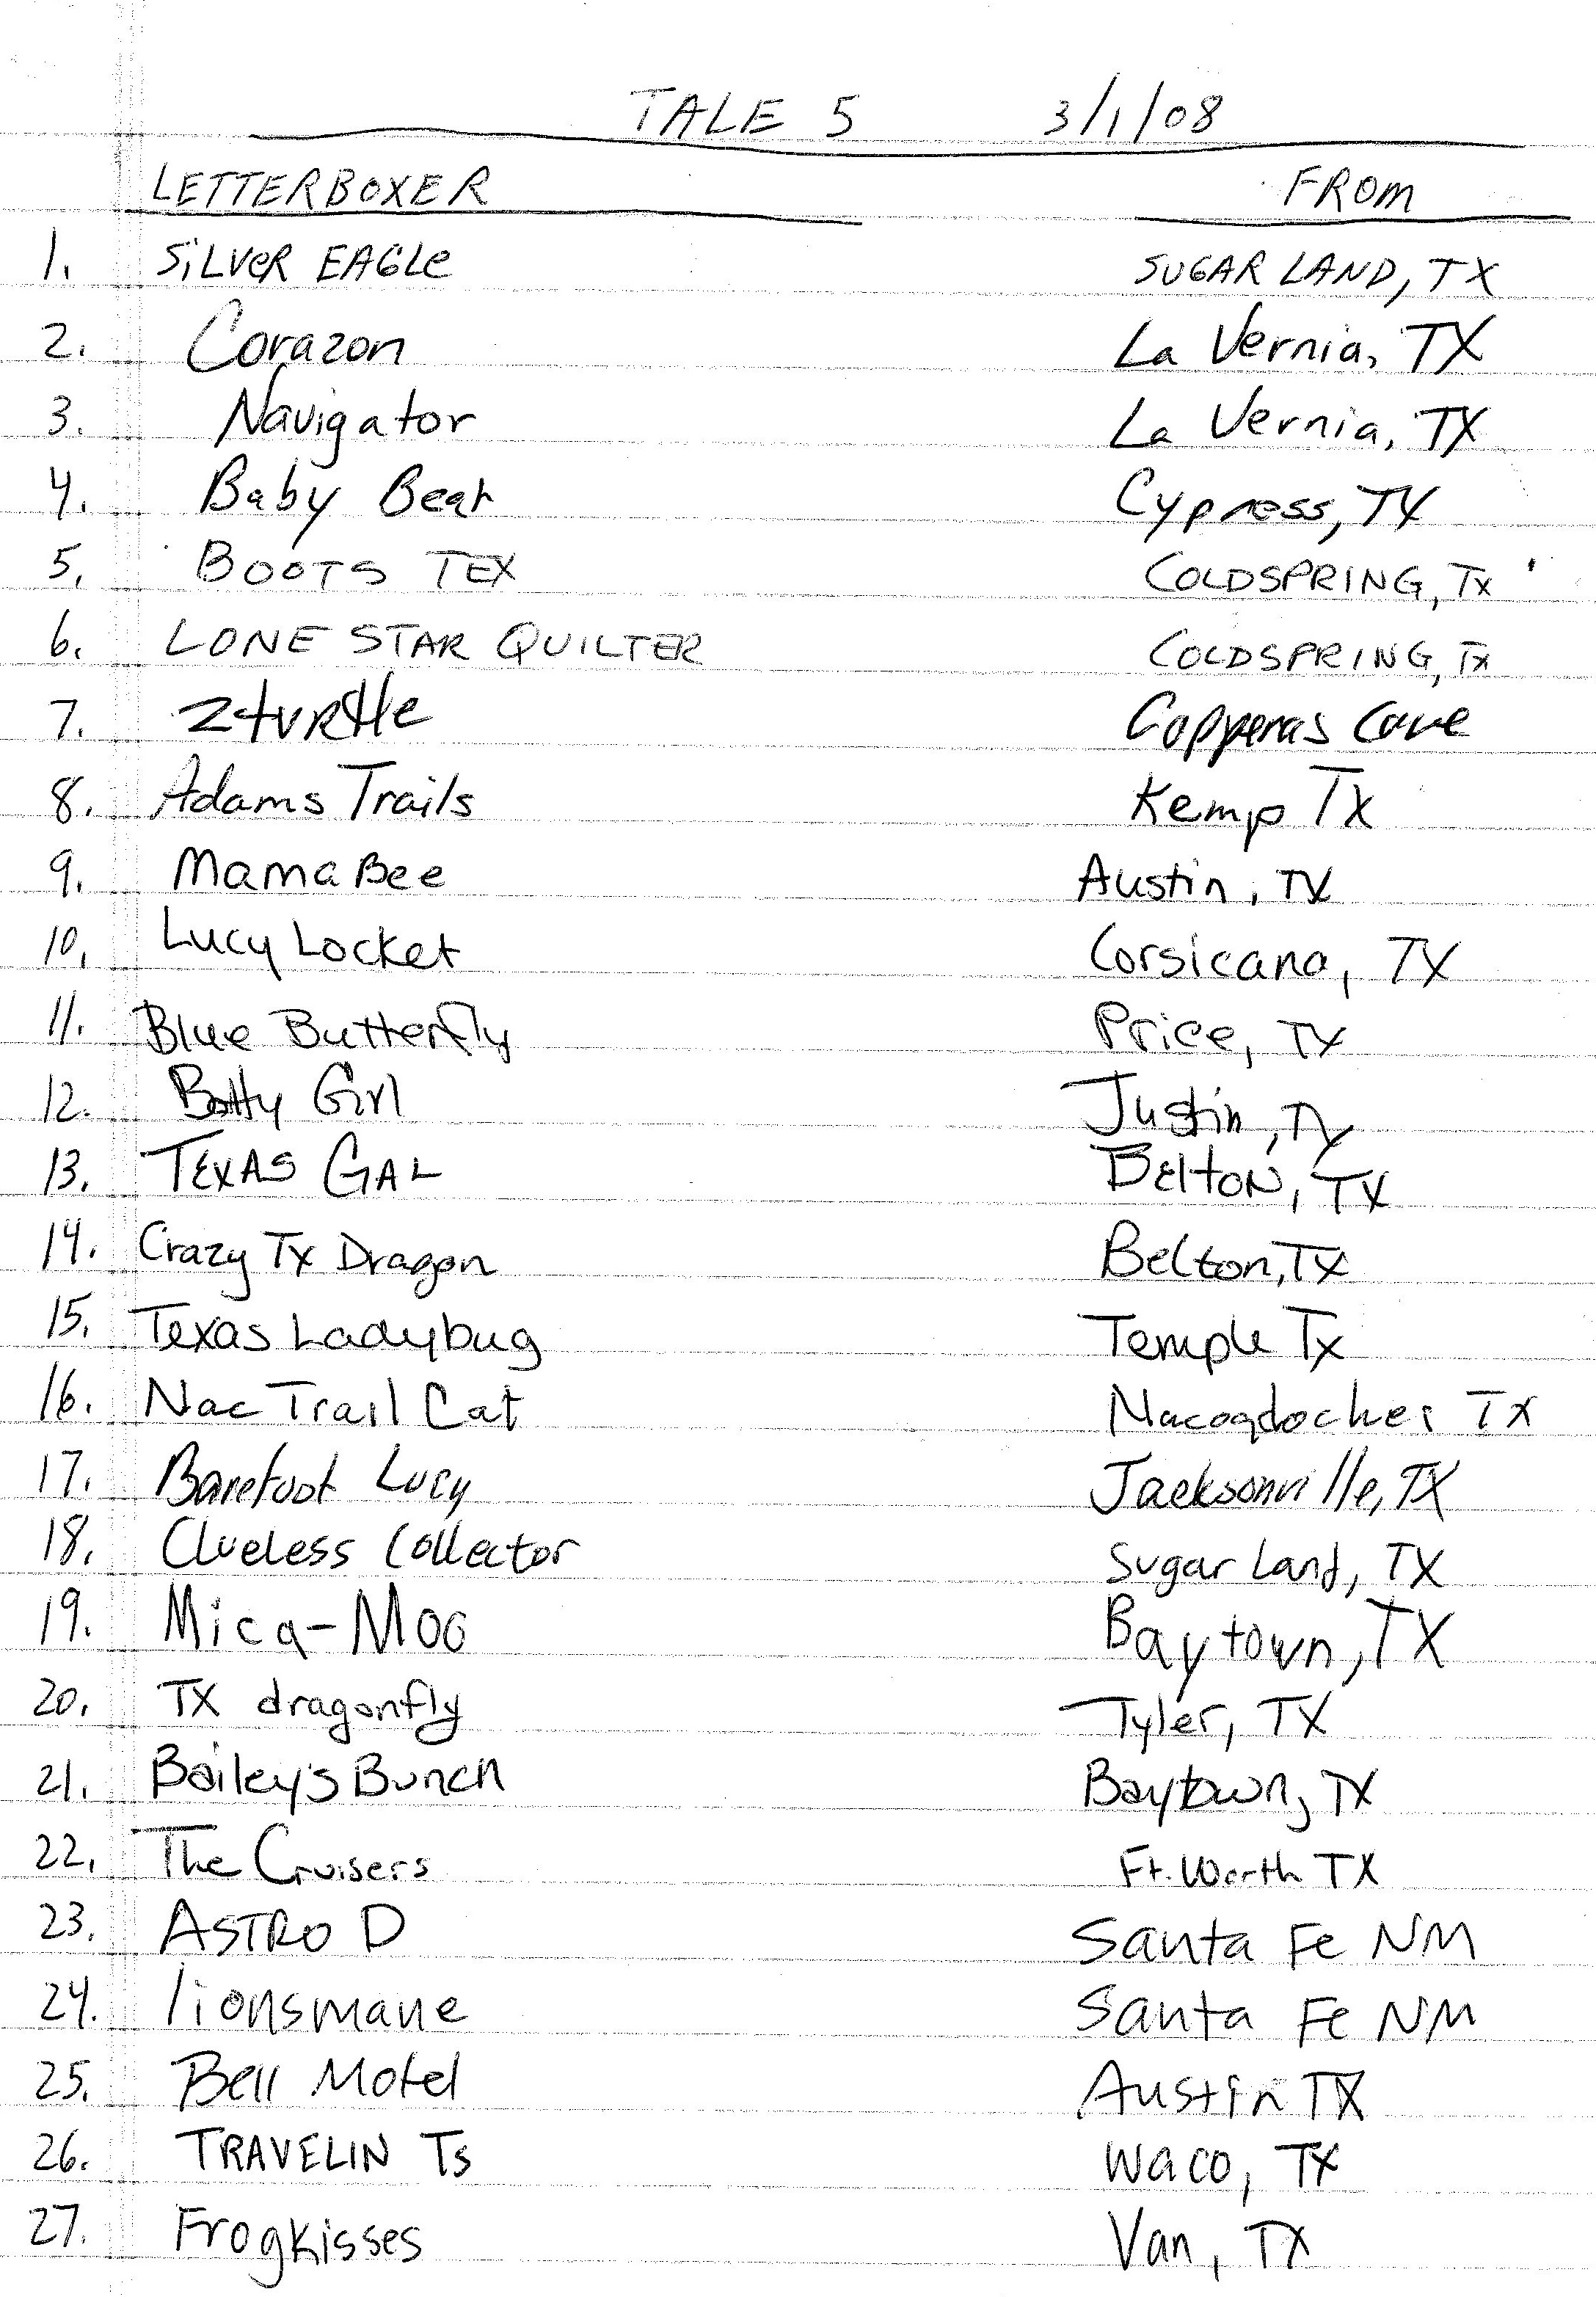 TALE 5 3/1/08
LETTERBOXER FROM
1. SiLVeR EAGLe SUGAR LAND, TX
2. Corazon La Vernia, TX
3. Navigator La Vernia, TX
4. Baby Bear Cypress, TX
5. BOOTS TEX COLDSPRING, Tx
6. LONE STAR QUILTER COLDSPRING, Tx
7. 2tuRtle Copperas Cove
8. Adams Trails Kemp Tx
9. Mama Bee Austin, TX
10. Lucy Locket Corsicana, TX
11. Blue Butterfly Price, TX
12. Girl Justin, Tx
13. TEXAS GAL BEltoN, TX
14. Crazy Tx Dragon Belton, TX
15. Texas Ladybug Temple Tx
16. Nac Trail Cat Nacogdoches Tx
17. Barefoot Lucy Jacksonville, TX
18. Clueless Collector Sugar Land, TX
19. Mica-Moo Baytown, TX
20. TX dragonfly Tyler, TX
21. Bailey's Bunch Baytown, TX
22. The Cruisers Ft. Worth TX
23. ASTRO D Santa Fe NM
24. lionsmane Santa Fe NM
25. Bell Motel Austin TX
26. TRAVELIN Ts Waco, TX
27. Frogkisses Van, TX